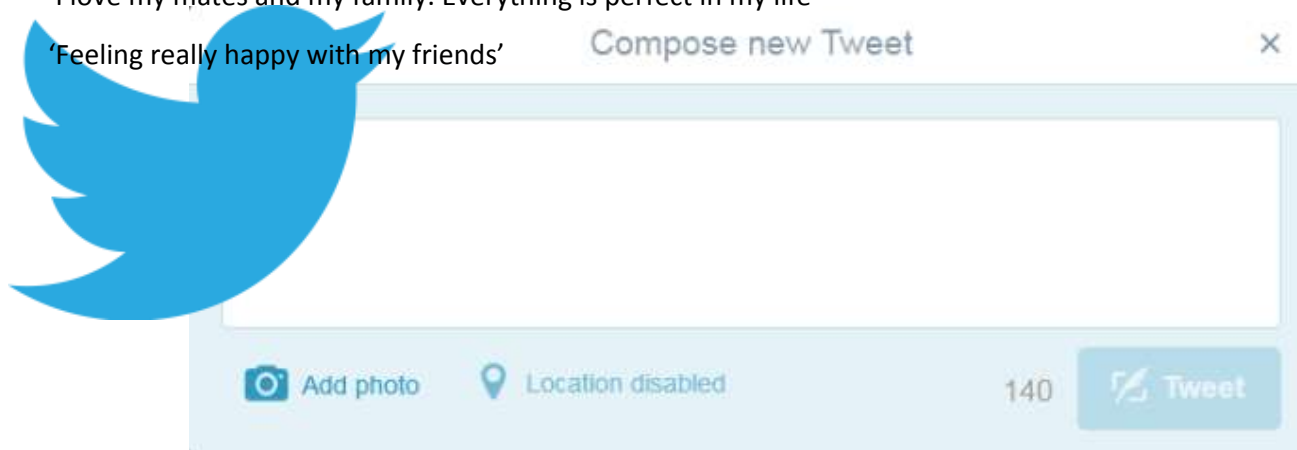 I love my mates and my family! Everything is perfect in my life
‘Feeling really happy with my friends’
Compose new Tweet
×
Add photo
Location disabled
140
Tweet